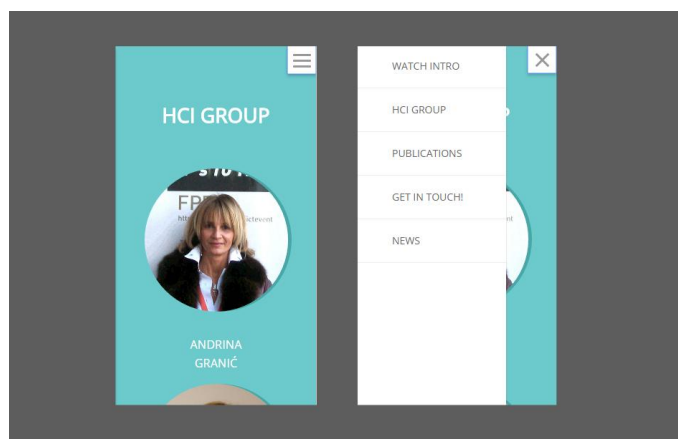 HCI GROUP
ANDRINA
GRANIĆ
WATCH INTRO
HCI GROUP
PUBLICATIONS
GET IN TOUCH!
NEWS